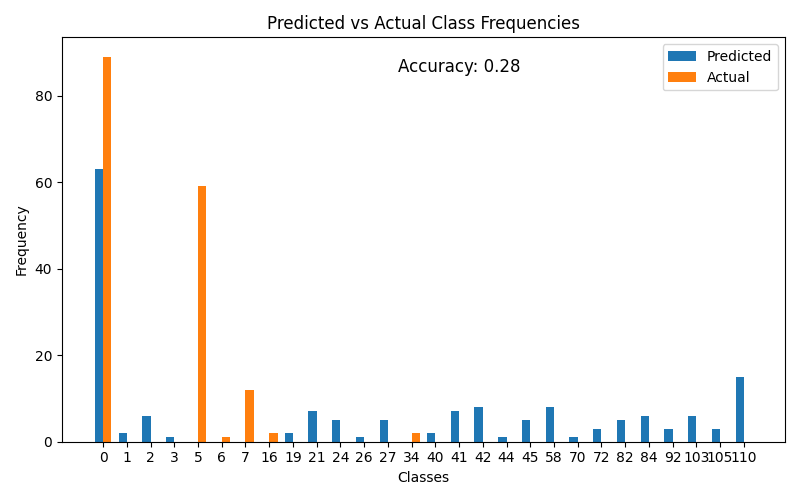 Predicted vs Actual Class Frequencies
Accuracy: 0.28
Predicted
Actual
Frequency
80
60
40
20
0
0 1 2 3 5 6 7 16 19 21 24 26 27 34 40 41 42 44 45 58 70 72 82 84 92 103 105 110
Classes